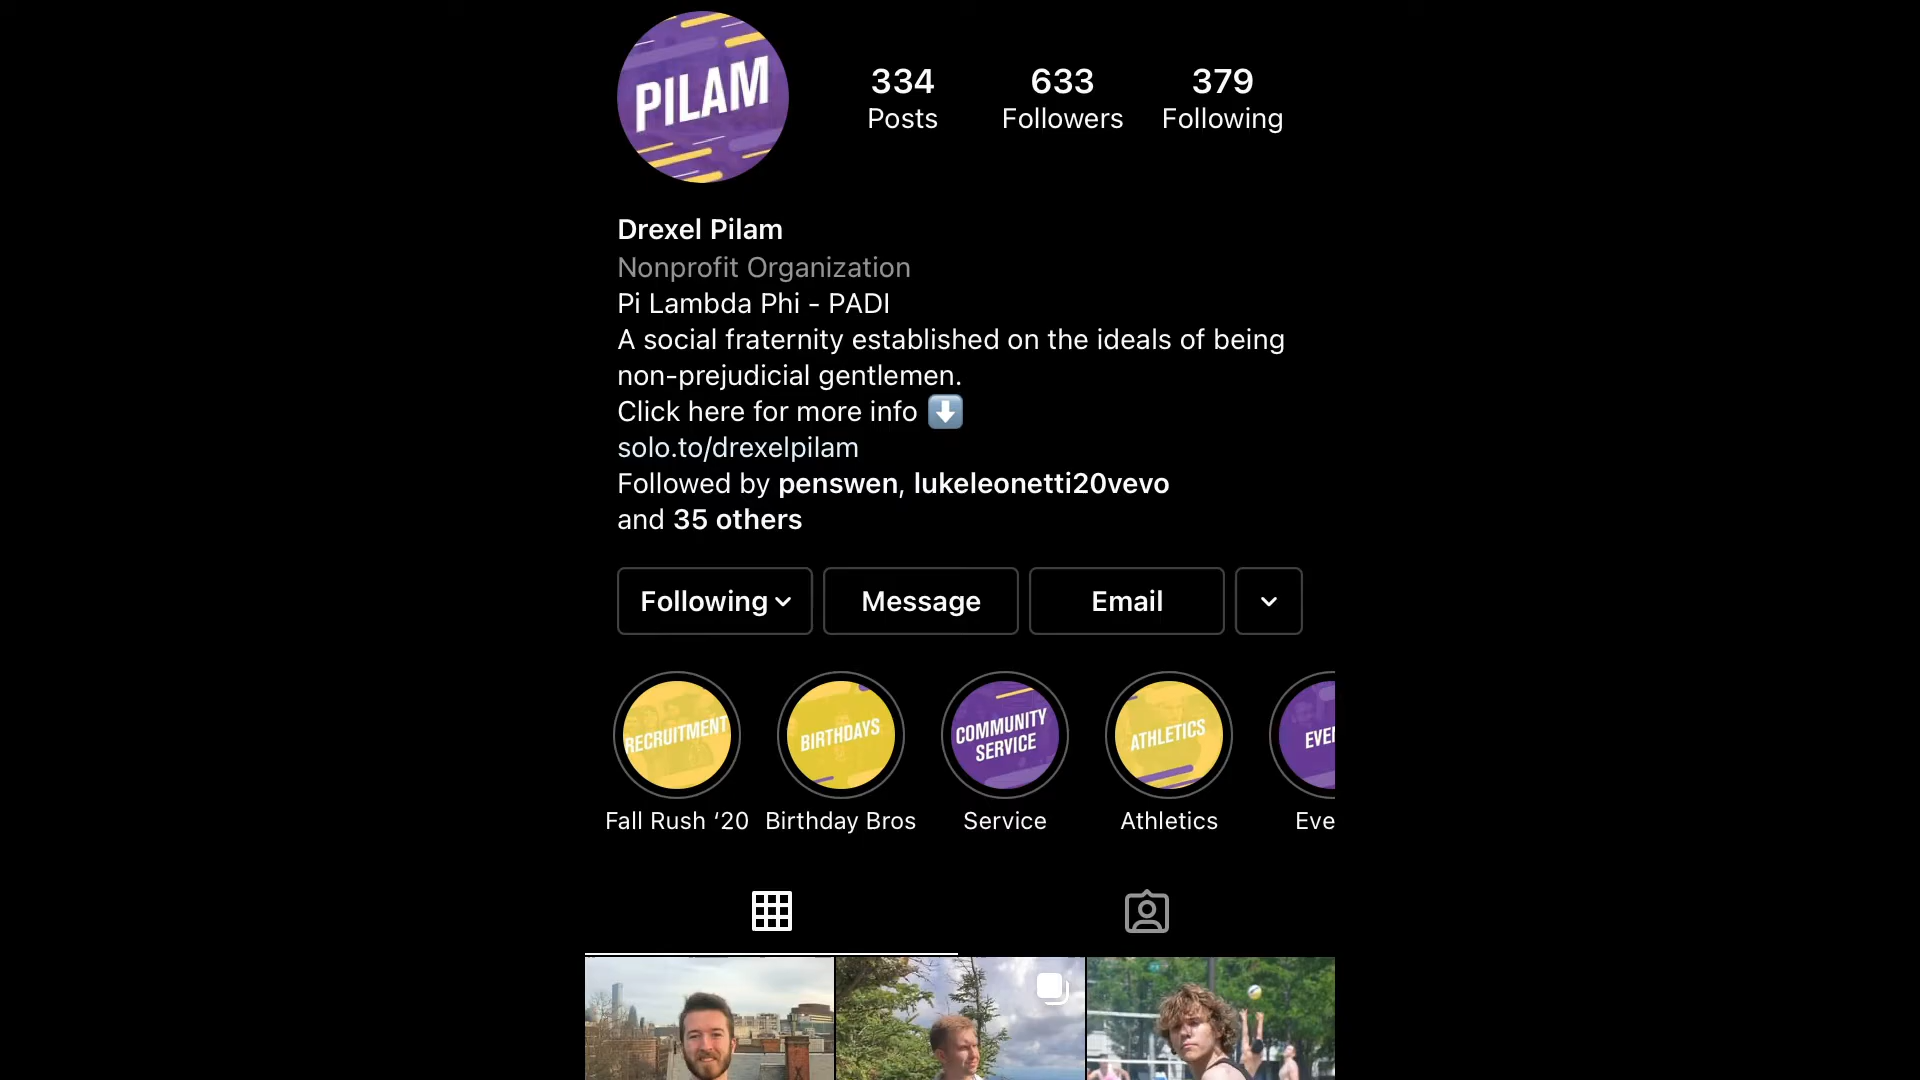 PILAM
334
Posts
633
Followers
379
Following
Drexel Pilam
Nonprofit Organization
Pi Lambda Phi - PADI
A social fraternity established on the ideals of being
non-prejudicial gentlemen.
Click here for more info ⬇️
solo.to/drexelpilam
Followed by penswen, lukeleonetti20vevo
and 35 others
Following
Message
Email
RECRUITMENT
BIRTHDAYS
COMMUNITY
SERVICE
ATHLETICS
EVE
Fall Rush ‘20
Birthday Bros
Service
Athletics
Eve